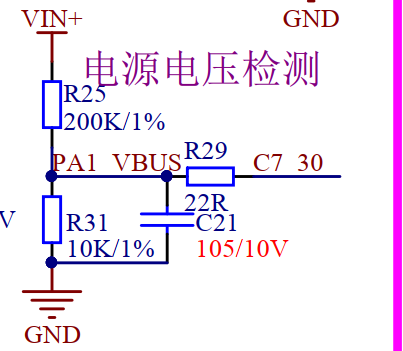 VIN+
GND
电源电压检测
R25
200K/1%
PA1 VBUS
R29
C7 30
22R
V
R31
C21
10K/1%
105/10V
GND